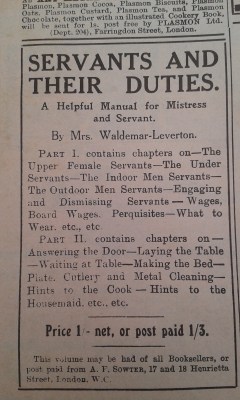 Plasmon, Plasmon Cocoa, Plasmon Biscuits, Plasmon
Oats, Plasmon Custard, Plasmon Tea, and Plasmon
Chocolate, together with an illustrated Cookery Book,
will be sent for 1s. post free by PLASMON Ltd.
(Dept. 204), Farringdon Street, London.
SERVANTS AND
THEIR DUTIES.
A Helpful Manual for Mistress
and Servant.
By Mrs. Waldemar-Leverton.
PART I. contains chapters on—The
Upper Female Servants—The Under
Servants—The Indoor Men Servants—
The Outdoor Men Servants—Engaging
and Dismissing Servants — Wages,
Board Wages. Perquisites—What to
Wear. etc., etc.
PART II. contains chapters on —
Answering the Door—Laying the Table
—Waiting at Table—Making the Bed—
Plate. Cutlery and Metal Cleaning—
Hints to the Cook — Hints to the
Housemaid. etc., etc.
Price 1/- net, or post paid 1/3.
This volume may be had of all Booksellers, or
post paid from A. F. SOWTER, 17 and 18 Henrietta
Street, London, W.C.